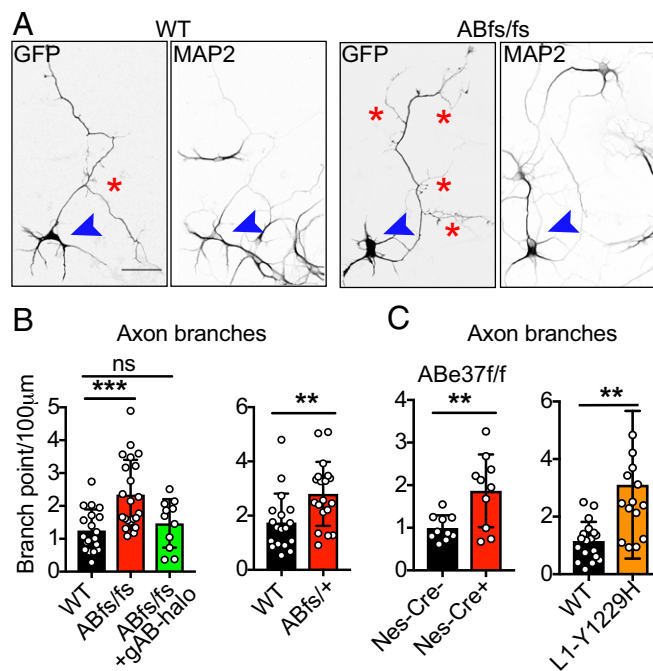 A
WT
ABfs/fs
GFP
MAP2
GFP
MAP2
*
*
*
*
*
B
Axon branches
ns
***
Branch point/100μm
5
4
3
2
1
0
WT
ABfs/fs
ABfs/fs
+gAB-halo
**
6
4
2
0
WT
ABfs/+
C
Axon branches
ABe37f/f
**
4
3
2
1
0
Nes-Cre-
Nes-Cre+
**
6
4
2
0
WT
L1-Y1229H